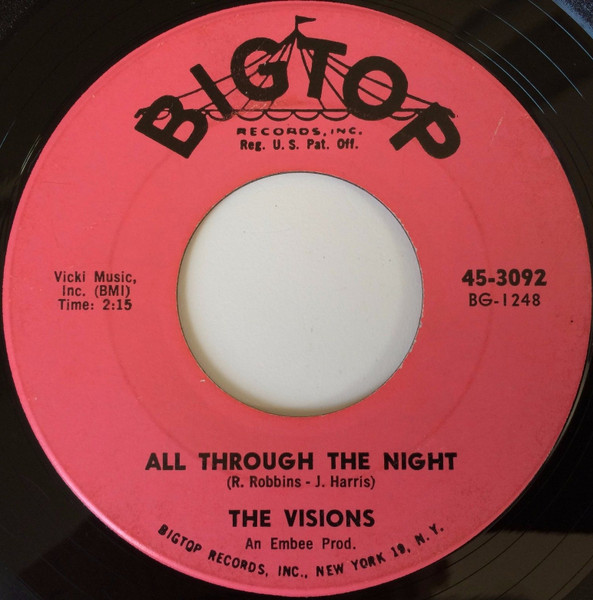 BIGTOP
RECORDS, INC.
Reg. U. S. Pat. Off.
Vicki Music,
Inc. (BMI)
Time: 2:15
45-3092
BG-1248
ALL THROUGH THE NIGHT
(R. Robbins - J. Harris)
THE VISIONS
An Embee Prod.
BIGTOP RECORDS, INC., NEW YORK 19, N. Y.